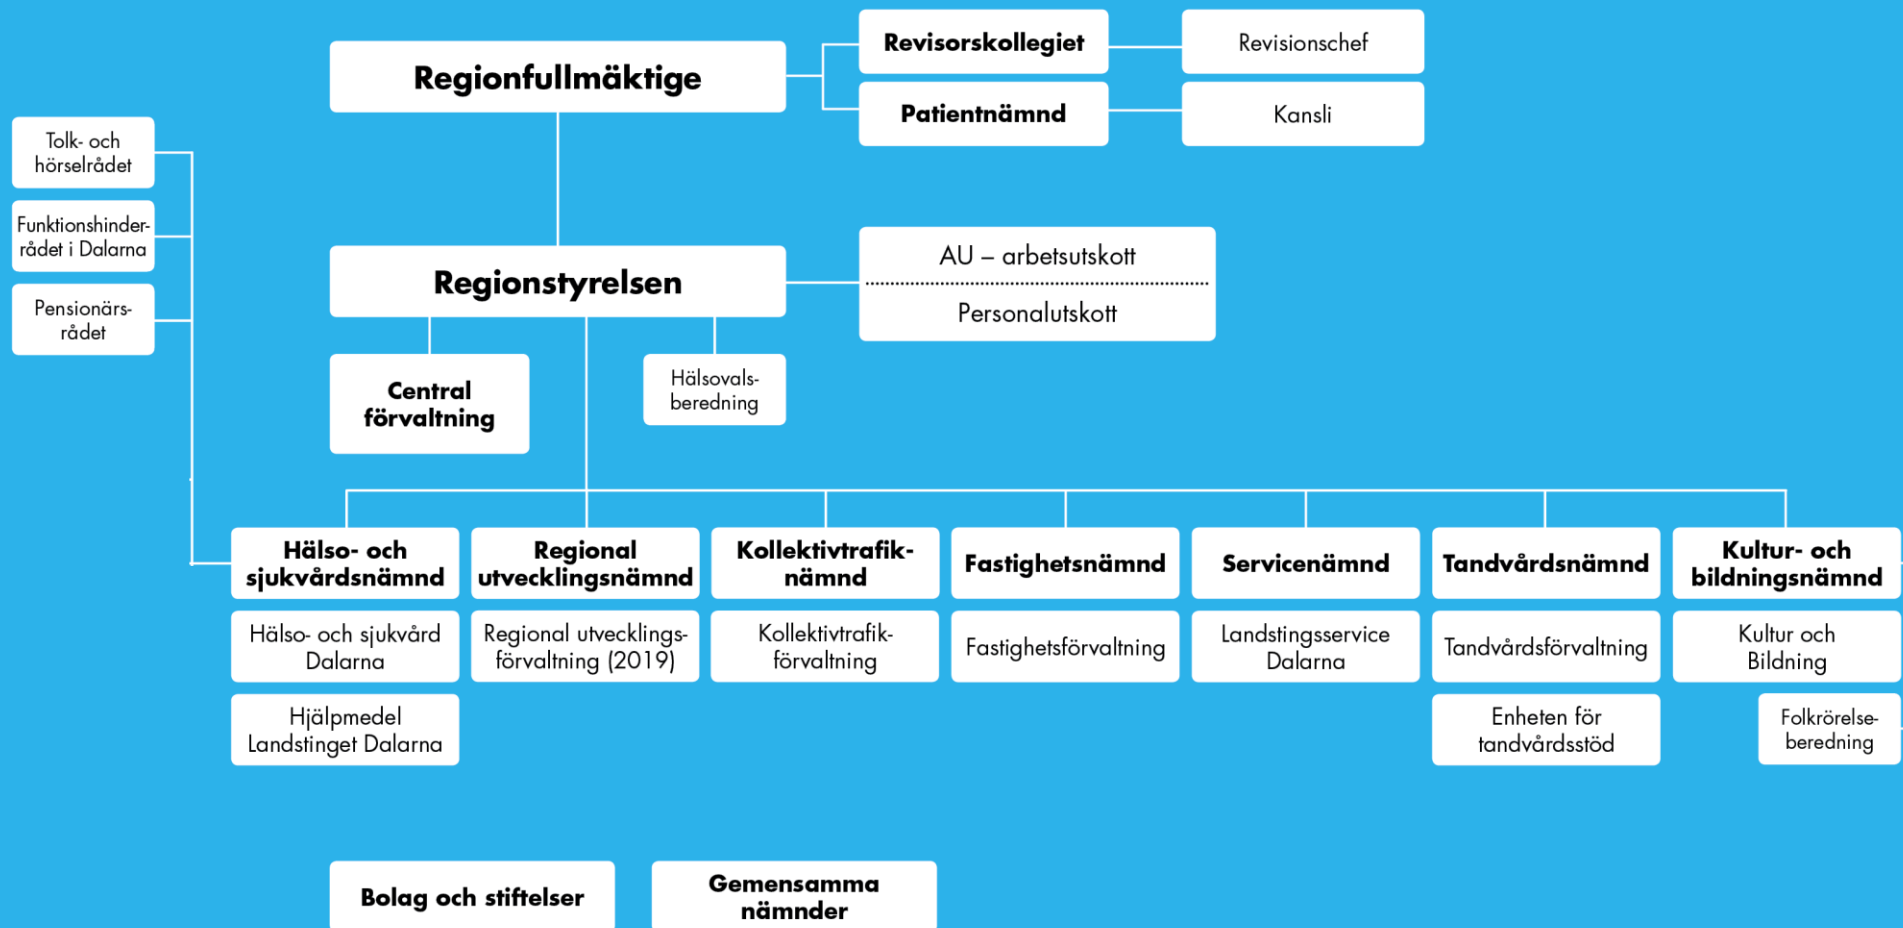 Regionfullmäktige
Revisorskollegiet
Revisionschef
Patientnämnd
Kansli
Tolk- och
hörselrådet
Funktionshinder-
rådet i Dalarna
Pensionärs-
rådet
Regionstyrelsen
AU – arbetsutskott
Personalutskott
Central
förvaltning
Hälsovals-
beredning
Hälso- och
sjukvårdsnämnd
Regional
utvecklingsnämnd
Kollektivtrafik-
nämnd
Fastighetsnämnd
Servicenämnd
Tandvårdsnämnd
Kultur- och
bildningsnämnd
Hälso- och sjukvård
Dalarna
Regional utvecklings-
förvaltning (2019)
Kollektivtrafik-
förvaltning
Fastighetsförvaltning
Landstingsservice
Dalarna
Tandvårdsförvaltning
Kultur och
Bildning
Hjälpmedel
Landstinget Dalarna
Enheten för
tandvårdsstöd
Folkrörelse-
beredning
Bolag och stiftelser
Gemensamma
nämnder